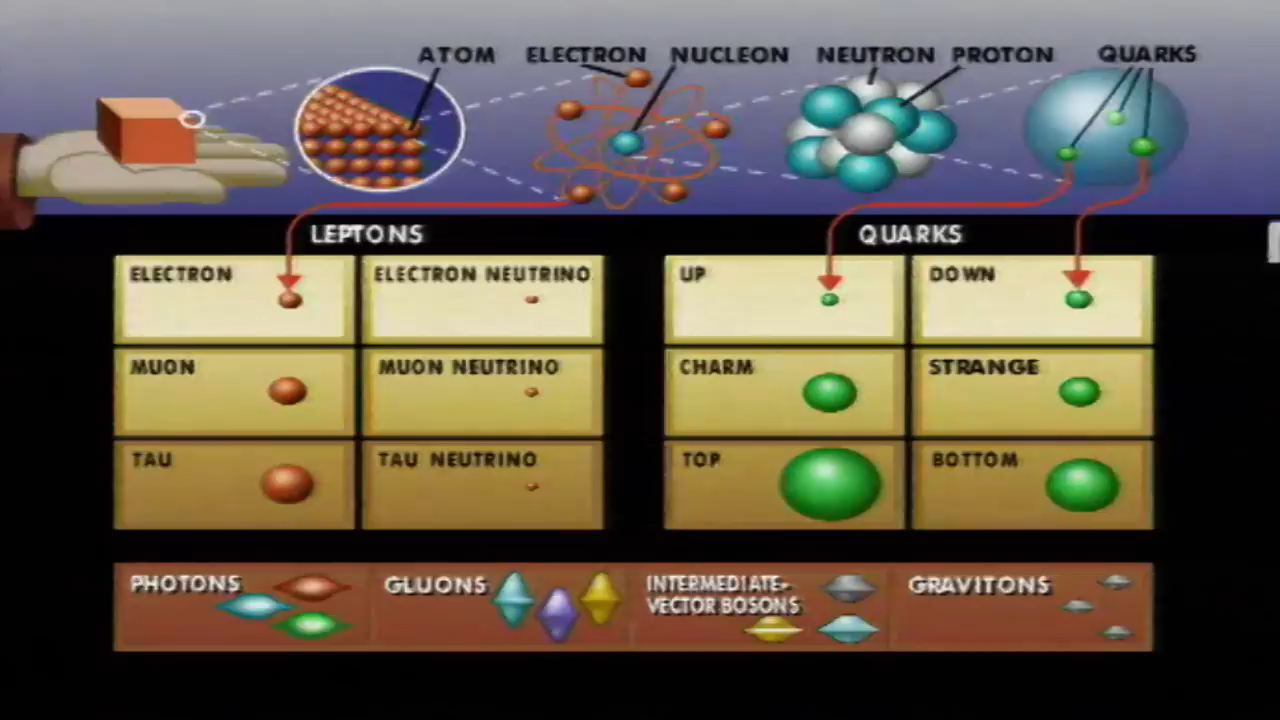 ATOM
ELECTRON
NUCLEON
NEUTRON
PROTON
QUARKS
LEPTONS
QUARKS
ELECTRON
ELECTRON NEUTRINO
UP
DOWN
MUON
MUON NEUTRINO
CHARM
STRANGE
TAU
TAU NEUTRINO
TOP
BOTTOM
PHOTONS
GLUONS
INTERMEDIATE-
VECTOR BOSONS
GRAVITONS